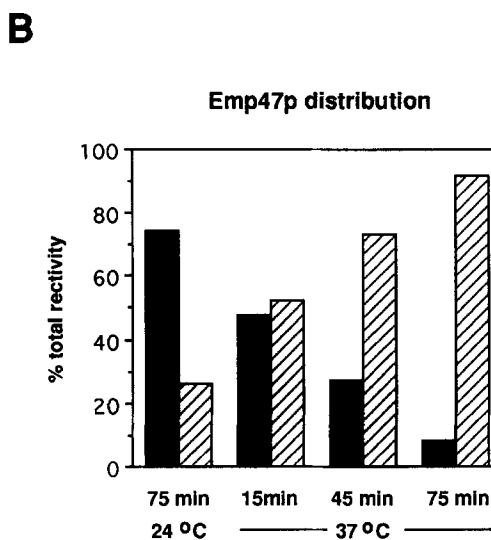 B
Emp47p distribution
100
80
60
40
20
0
% total rectivity
75 min 15min 45 min 75 min
24 °C 37 °C